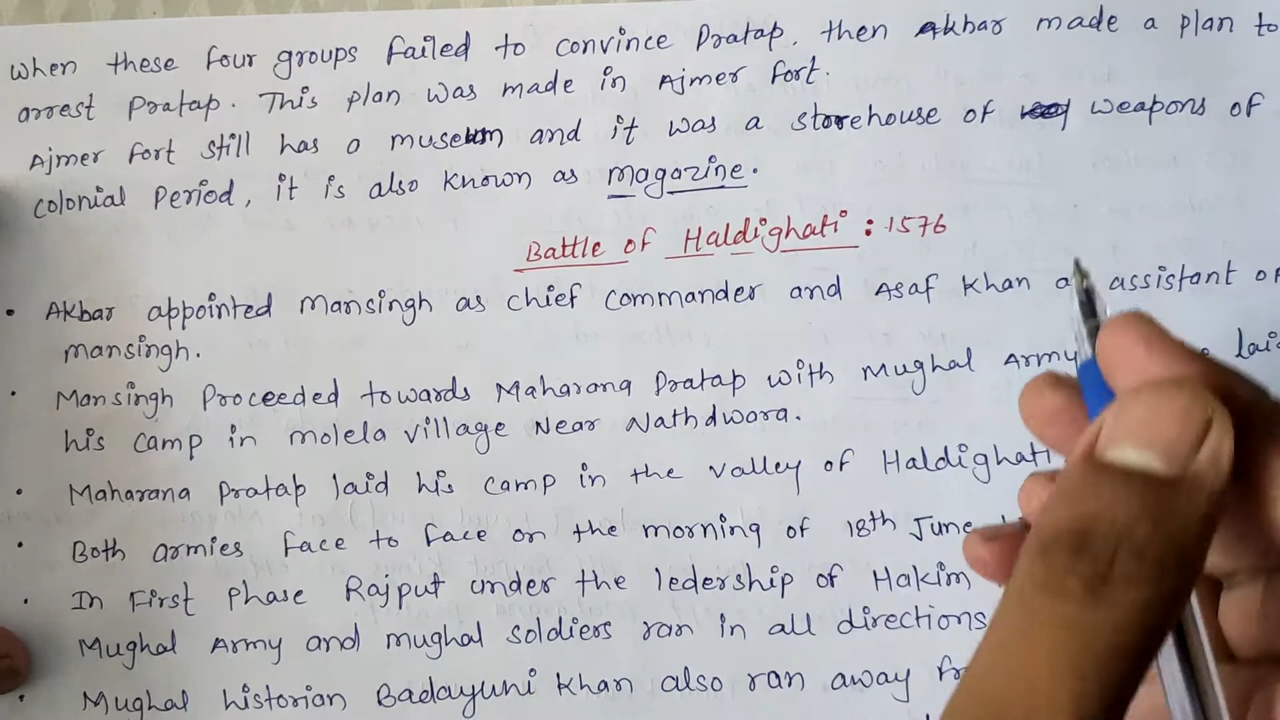 When these four groups failed to convince Pratap, then Akbar made a plan to
arrest Pratap. This plan was made in Ajmer Fort.
Ajmer Fort still has a museum and it was a storehouse of weapons of
colonial Period, it is also known as magazine.
Battle of Haldighati : 1576
• Akbar appointed mansingh as chief commander and Asaf Khan assistant of
mansingh.
• Mansingh Proceeded towards Maharana Pratap with Mughal Army laid
his camp in molela village Near Nathdwara.
• Maharana Pratap laid his camp in the valley of Haldighati
• Both armies face to face on the morning of 18th June
• In First Phase Rajput under the ledership of Hakim
Mughal Army and mughal soldiers ran in all directions
• Mughal historian Badayuni Khan also ran away